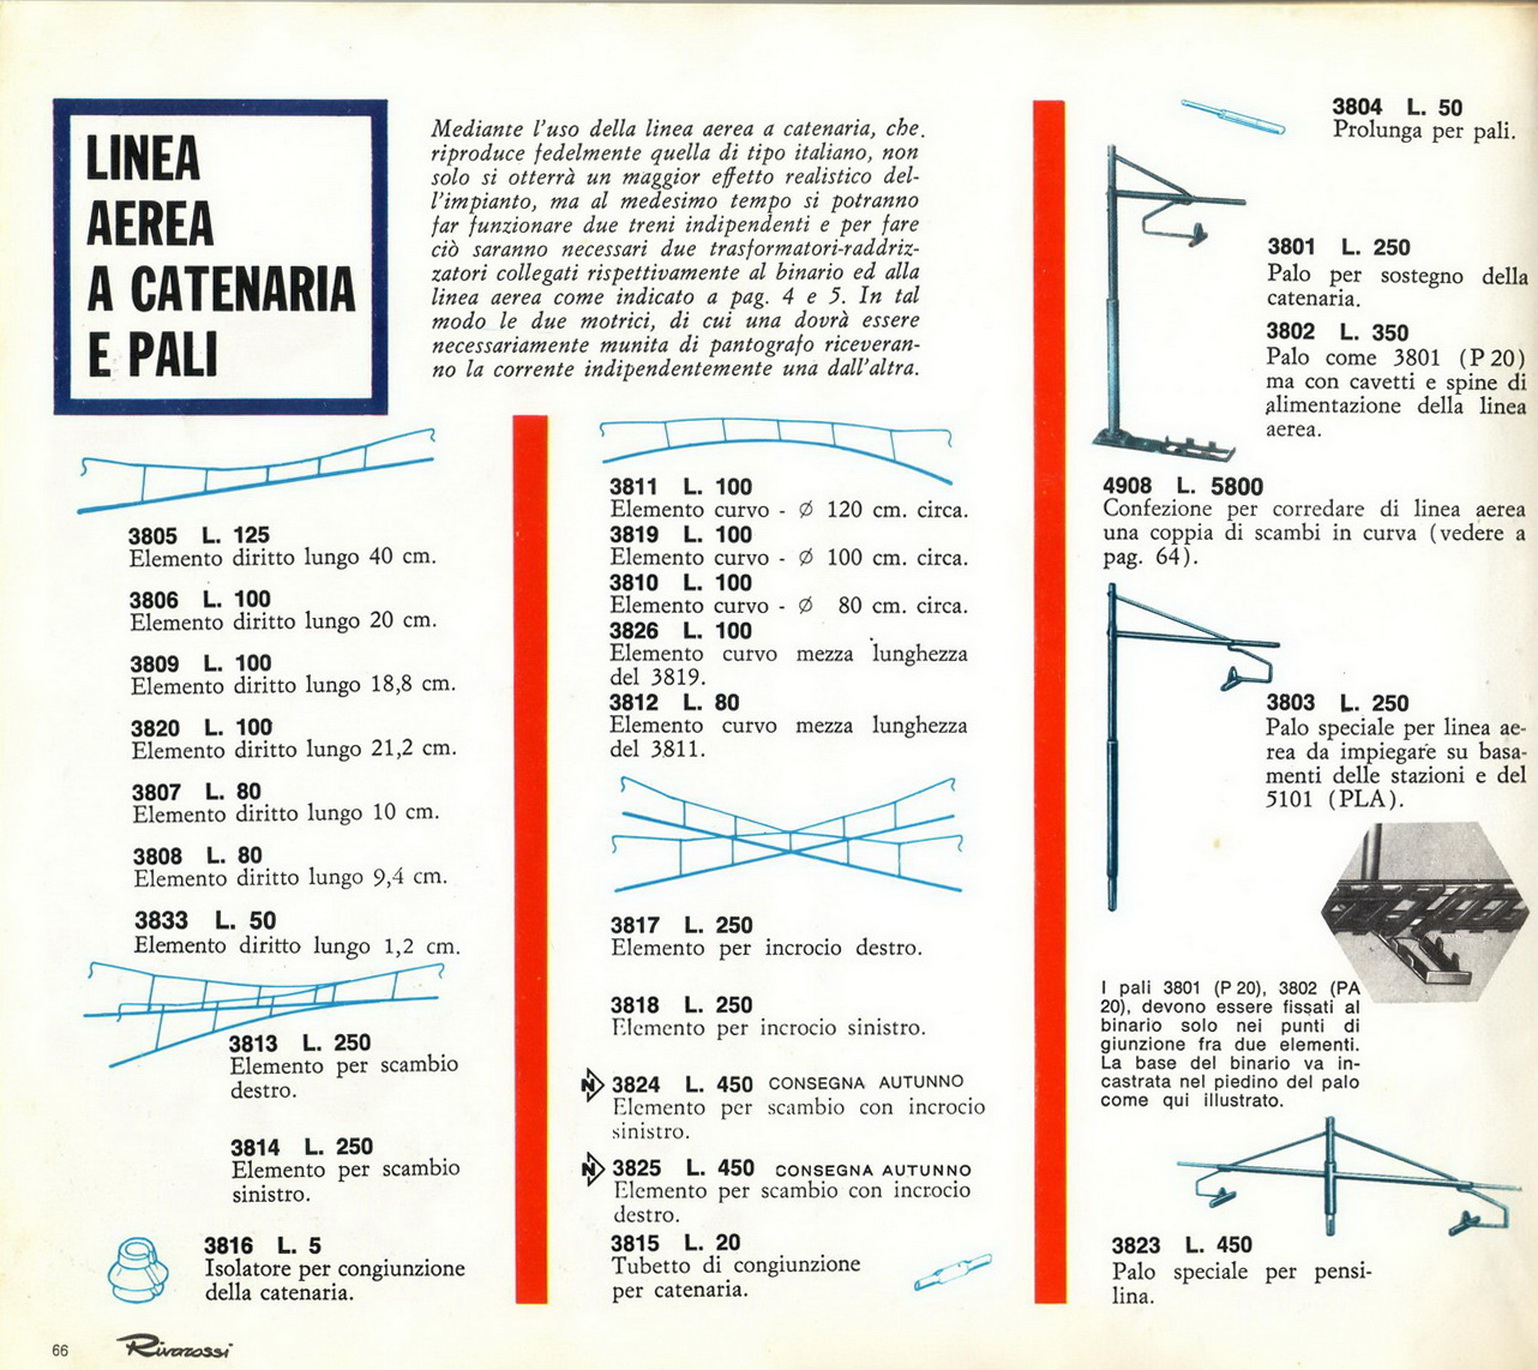 LINEA
AEREA
A CATENARIA
E PALI
Mediante l'uso della linea aerea a catenaria, che
riproduce fedelmente quella di tipo italiano, non
solo si otterrà un maggior effetto realistico del-
l'impianto, ma al medesimo tempo si potranno
far funzionare due treni indipendenti e per fare
ciò saranno necessari due trasformatori-raddriz-
zatori collegati rispettivamente al binario ed alla
linea aerea come indicato a pag. 4 e 5. In tal
modo le due motrici, di cui una dovrà essere
necessariamente munita di pantografo riceveran-
no la corrente indipendentemente una dall'altra.
3805 L. 125
Elemento diritto lungo 40 cm.
3806 L. 100
Elemento diritto lungo 20 cm.
3809 L. 100
Elemento diritto lungo 18,8 cm.
3820 L. 100
Elemento diritto lungo 21,2 cm.
3807 L. 80
Elemento diritto lungo 10 cm.
3808 L. 80
Elemento diritto lungo 9,4 cm.
3833 L. 50
Elemento diritto lungo 1,2 cm.
3813 L. 250
Elemento per scambio
destro.
3814 L. 250
Elemento per scambio
sinistro.
3816 L. 5
Isolatore per congiunzione
della catenaria.
3811 L. 100
Elemento curvo - ∅ 120 cm. circa.
3819 L. 100
Elemento curvo - ∅ 100 cm. circa.
3810 L. 100
Elemento curvo - ∅ 80 cm. circa.
3826 L. 100
Elemento curvo mezza lunghezza
del 3819.
3812 L. 80
Elemento curvo mezza lunghezza
del 3811.
3817 L. 250
Elemento per incrocio destro.
3818 L. 250
Elemento per incrocio sinistro.
N 3824 L. 450 CONSEGNA AUTUNNO
Elemento per scambio con incrocio
sinistro.
N 3825 L. 450 CONSEGNA AUTUNNO
Elemento per scambio con incrocio
destro.
3815 L. 20
Tubetto di congiunzione
per catenaria.
3804 L. 50
Prolunga per pali.
3801 L. 250
Palo per sostegno della
catenaria.
3802 L. 350
Palo come 3801 (P 20)
ma con cavetti e spine di
alimentazione della linea
aerea.
4908 L. 5800
Confezione per corredare di linea aerea
una coppia di scambi in curva (vedere a
pag. 64).
3803 L. 250
Palo speciale per linea ae-
rea da impiegare su basa-
menti delle stazioni e del
5101 (PLA).
I pali 3801 (P 20), 3802 (PA
20), devono essere fissati al
binario solo nei punti di
giunzione fra due elementi.
La base del binario va in-
castrata nel piedino del palo
come qui illustrato.
3823 L. 450
Palo speciale per pensi-
lina.
66 Rivarossi